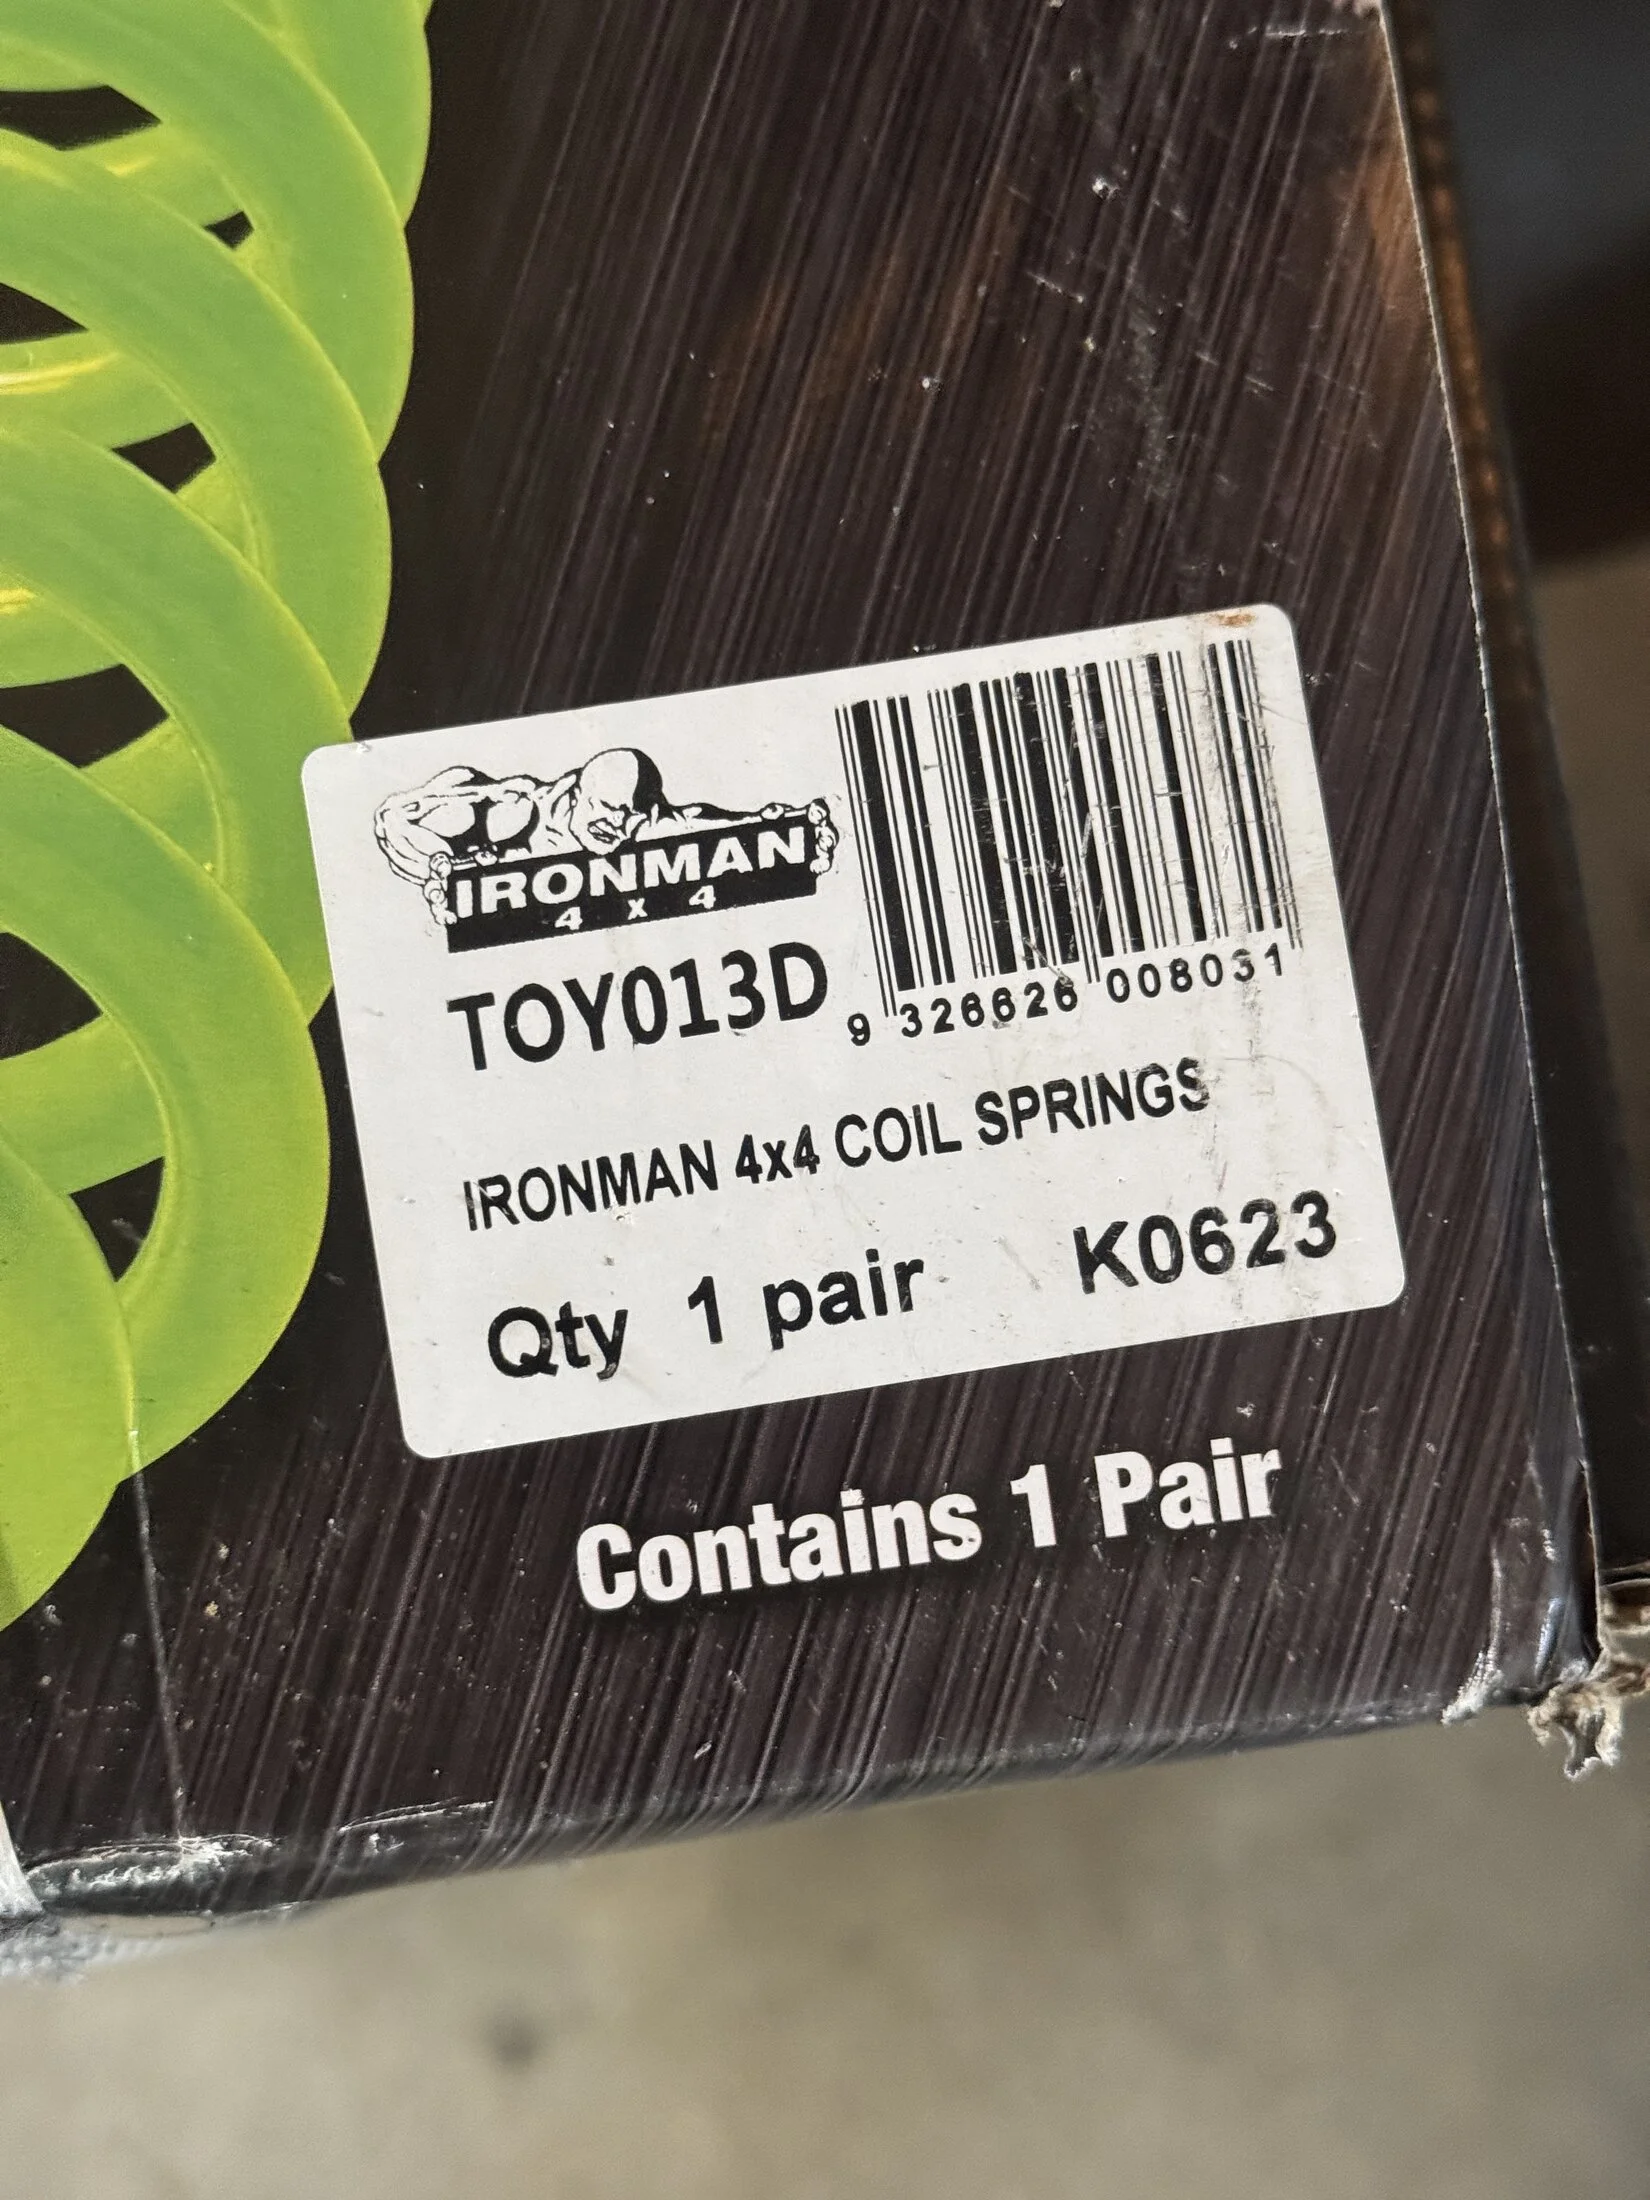 IRONMAN
4 x 4
TOY013D
9 326626 008031
IRONMAN 4x4 COIL SPRINGS
Qty 1 pair K0623
Contains 1 Pair